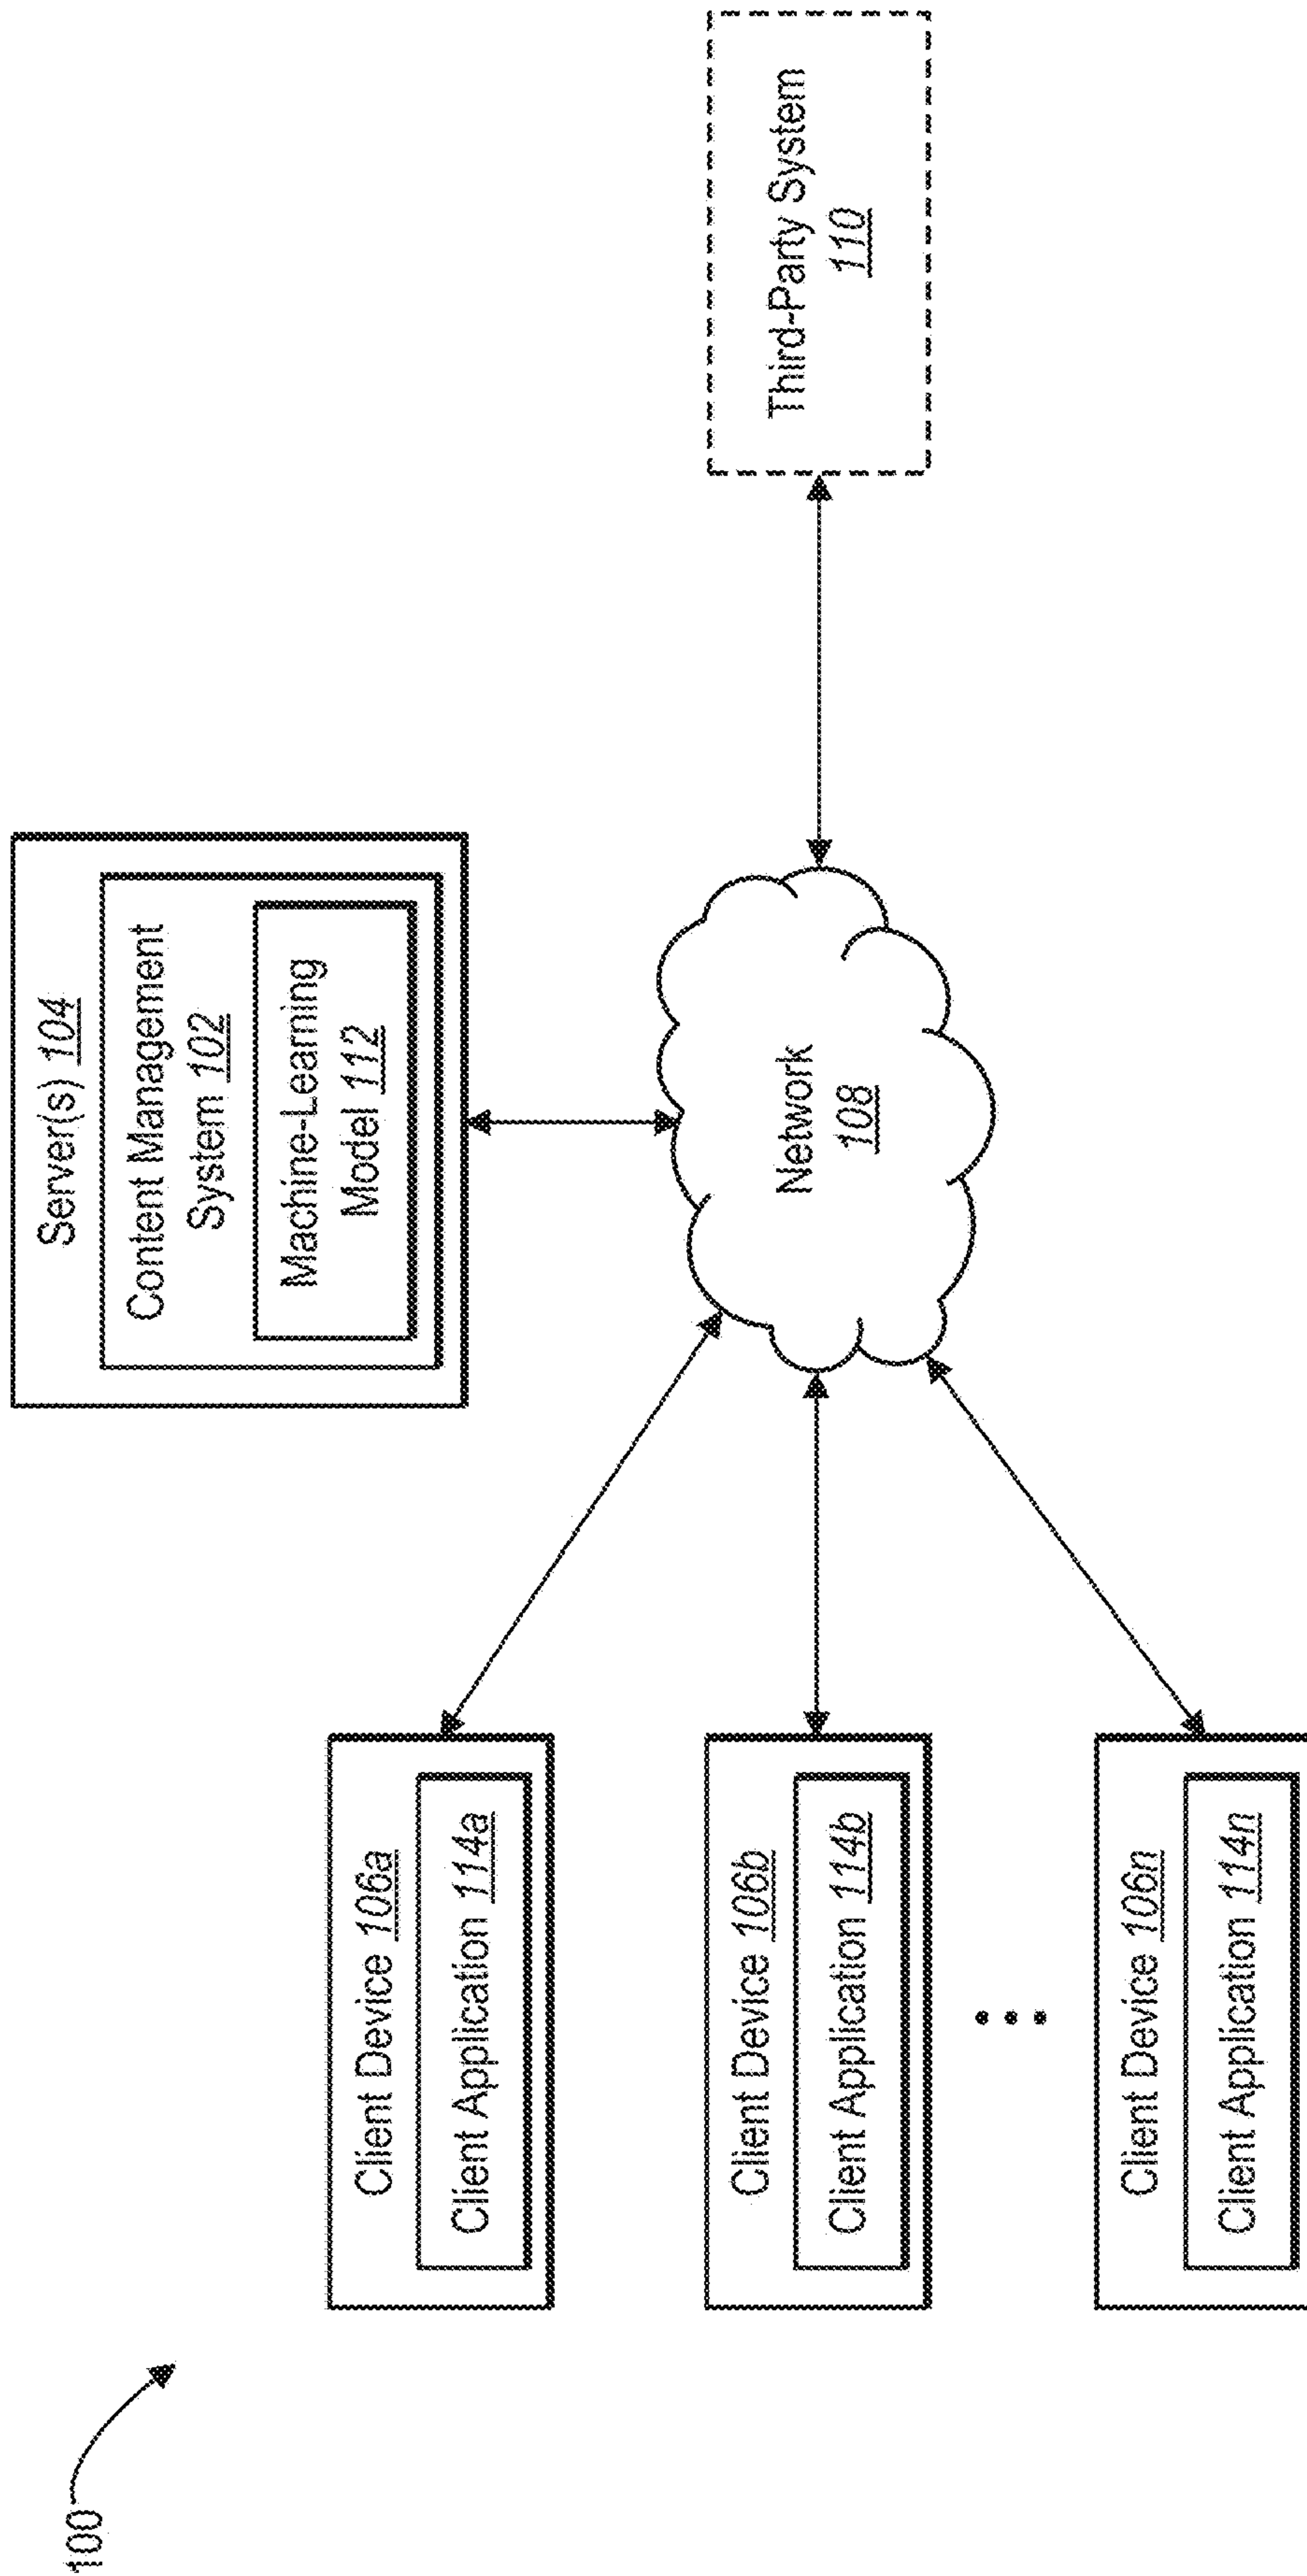 100
Server(s) 104
Content Management
System 102
Machine-Learning
Model 112
Client Device 106a
Client Application 114a
Client Device 106b
Client Application 114b
Client Device 106n
Client Application 114n
Network
108
Third-Party System
110